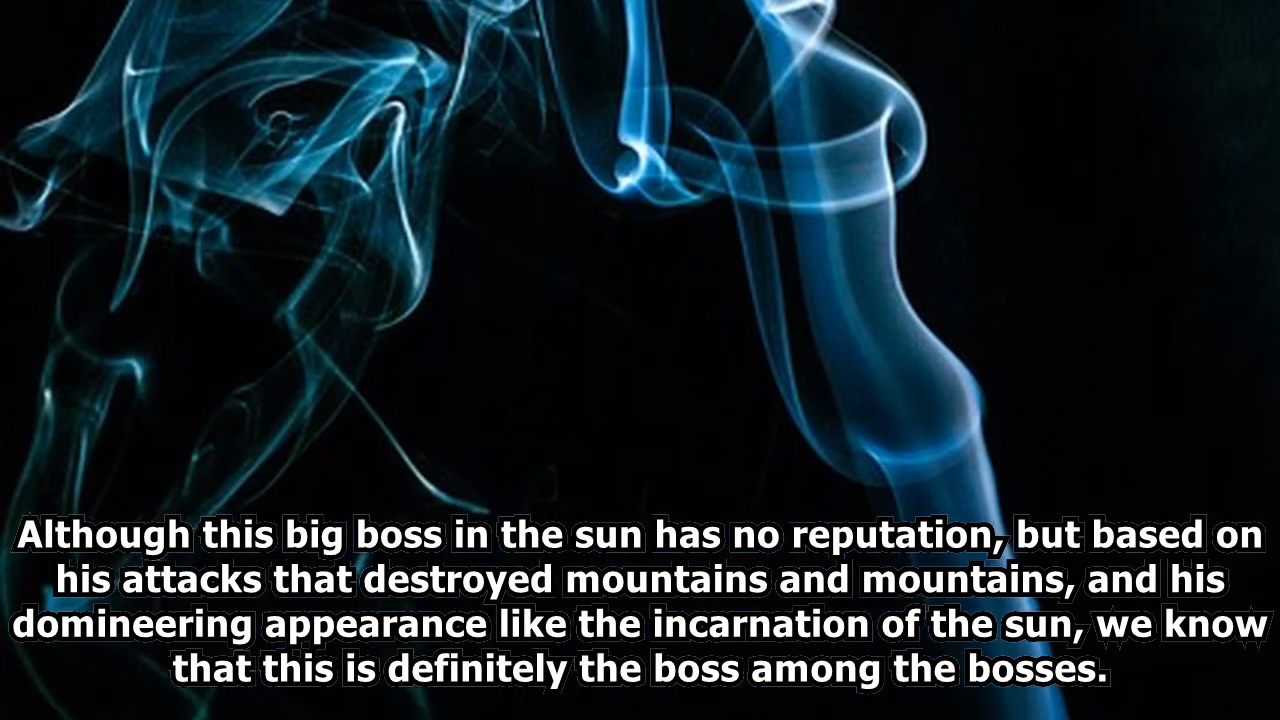 Although this big boss in the sun has no reputation, but based on
his attacks that destroyed mountains and mountains, and his
domineering appearance like the incarnation of the sun, we know
that this is definitely the boss among the bosses.